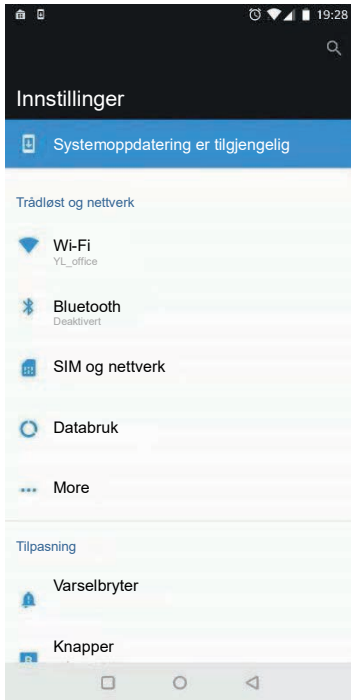 19:28
Innstillinger
Systemoppdatering er tilgjengelig
Trådløst og nettverk
Wi-Fi
YL_office
Bluetooth
Deaktivert
SIM og nettverk
Databruk
More
Tilpasning
Varselbryter
Knapper